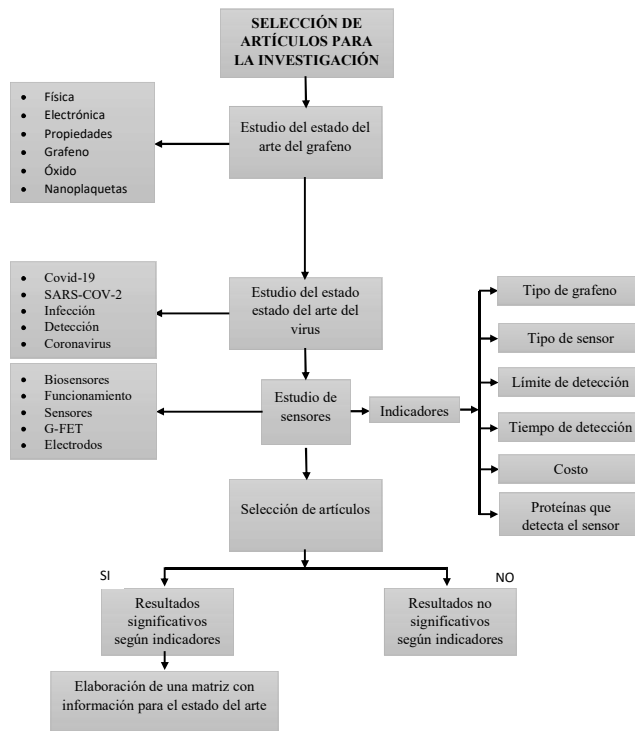 SELECCIÓN DE
ARTÍCULOS PARA
LA INVESTIGACIÓN
• Física
• Electrónica
• Propiedades
• Grafeno
• Óxido
• Nanoplaquetas
Estudio del estado del
arte del grafeno
• Covid-19
• SARS-COV-2
• Infección
• Detección
• Coronavirus
Estudio del estado
estado del arte del
virus
• Biosensores
• Funcionamiento
• Sensores
• G-FET
• Electrodos
Estudio de
sensores
Indicadores
Tipo de grafeno
Tipo de sensor
Límite de detección
Tiempo de detección
Costo
Proteínas que
detecta el sensor
Selección de artículos
SI
NO
Resultados
significativos
según indicadores
Resultados no
significativos
según indicadores
Elaboración de una matriz con
información para el estado del arte